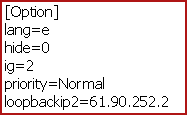 [Option]
lang=e
hide=0
ig=2
priority=Normal
loopbackip2=61.90.252.2